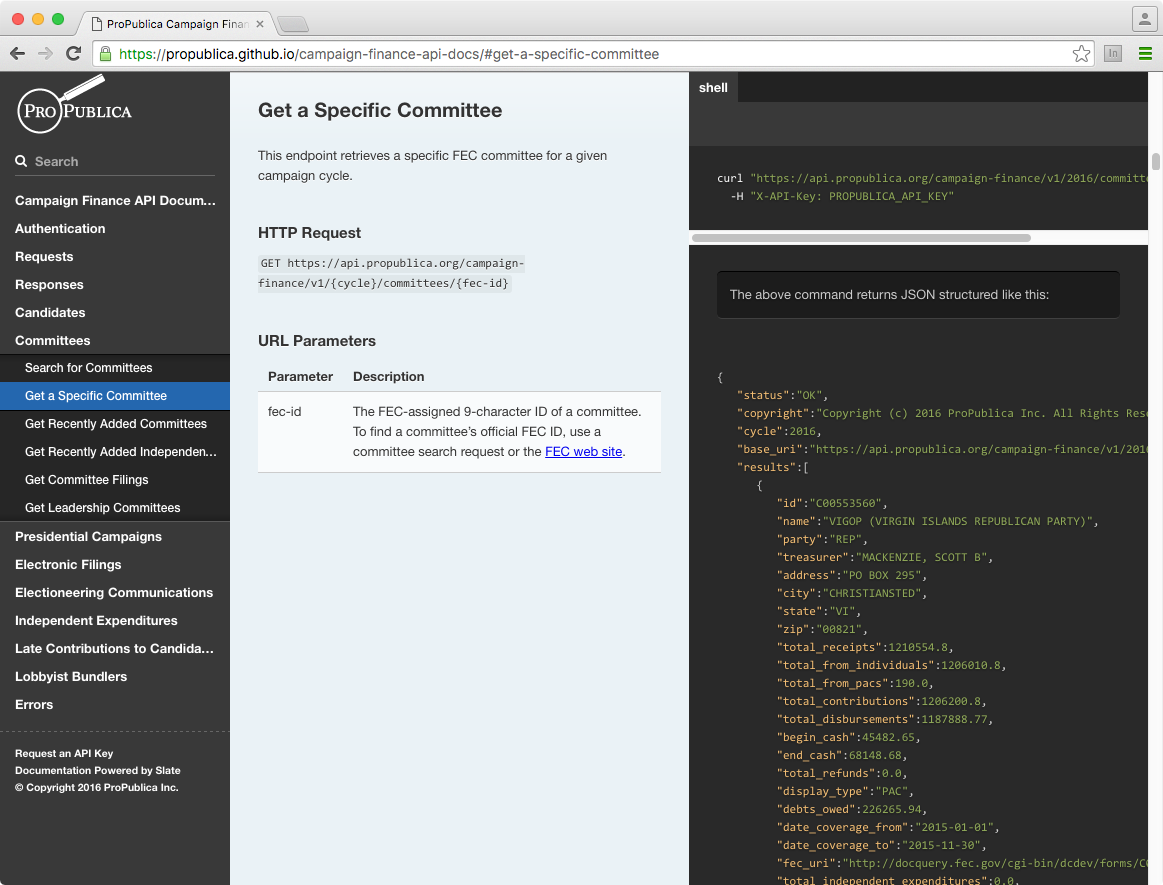 ProPublica Campaign Finan
https://propublica.github.io/campaign-finance-api-docs/#get-a-specific-committee
In
PROPUBLICA
Search
Campaign Finance API Docum...
Authentication
Requests
Responses
Candidates
Committees
Search for Committees
Get a Specific Committee
Get Recently Added Committees
Get Recently Added Independen...
Get Committee Filings
Get Leadership Committees
Presidential Campaigns
Electronic Filings
Electioneering Communications
Independent Expenditures
Late Contributions to Candida...
Lobbyist Bundlers
Errors
Request an API Key
Documentation Powered by Slate
© Copyright 2016 ProPublica Inc.
Get a Specific Committee
This endpoint retrieves a specific FEC committee for a given
campaign cycle.
HTTP Request
GET https://api.propublica.org/campaign-
finance/v1/{cycle}/committees/{fec-id}
URL Parameters
Parameter Description
fec-id The FEC-assigned 9-character ID of a committee.
To find a committee's official FEC ID, use a
committee search request or the FEC web site.
shell
curl "https://api.propublica.org/campaign-finance/v1/2016/committe
-H "X-API-Key: PROPUBLICA_API_KEY"
The above command returns JSON structured like this:
{
"status":"OK",
"copyright":"Copyright (c) 2016 ProPublica Inc. All Rights Rese
"cycle":2016,
"base_uri":"https://api.propublica.org/campaign-finance/v1/2016
"results":[
{
"id":"C00553560",
"name":"VIGOP (VIRGIN ISLANDS REPUBLICAN PARTY)",
"party":"REP",
"treasurer":"MACKENZIE, SCOTT B",
"address":"PO BOX 295",
"city":"CHRISTIANSTED",
"state":"VI",
"zip":"00821",
"total_receipts":1210554.8,
"total_from_individuals":1206010.8,
"total_from_pacs":190.0,
"total_contributions":1206200.8,
"total_disbursements":1187888.77,
"begin_cash":45482.65,
"end_cash":68148.68,
"total_refunds":0.0,
"display_type":"PAC",
"debts_owed":226265.94,
"date_coverage_from":"2015-01-01",
"date_coverage_to":"2015-11-30",
"fec_uri":"http://docquery.fec.gov/cgi-bin/dcdev/forms/C0
"total_independent_expenditures":0.0,